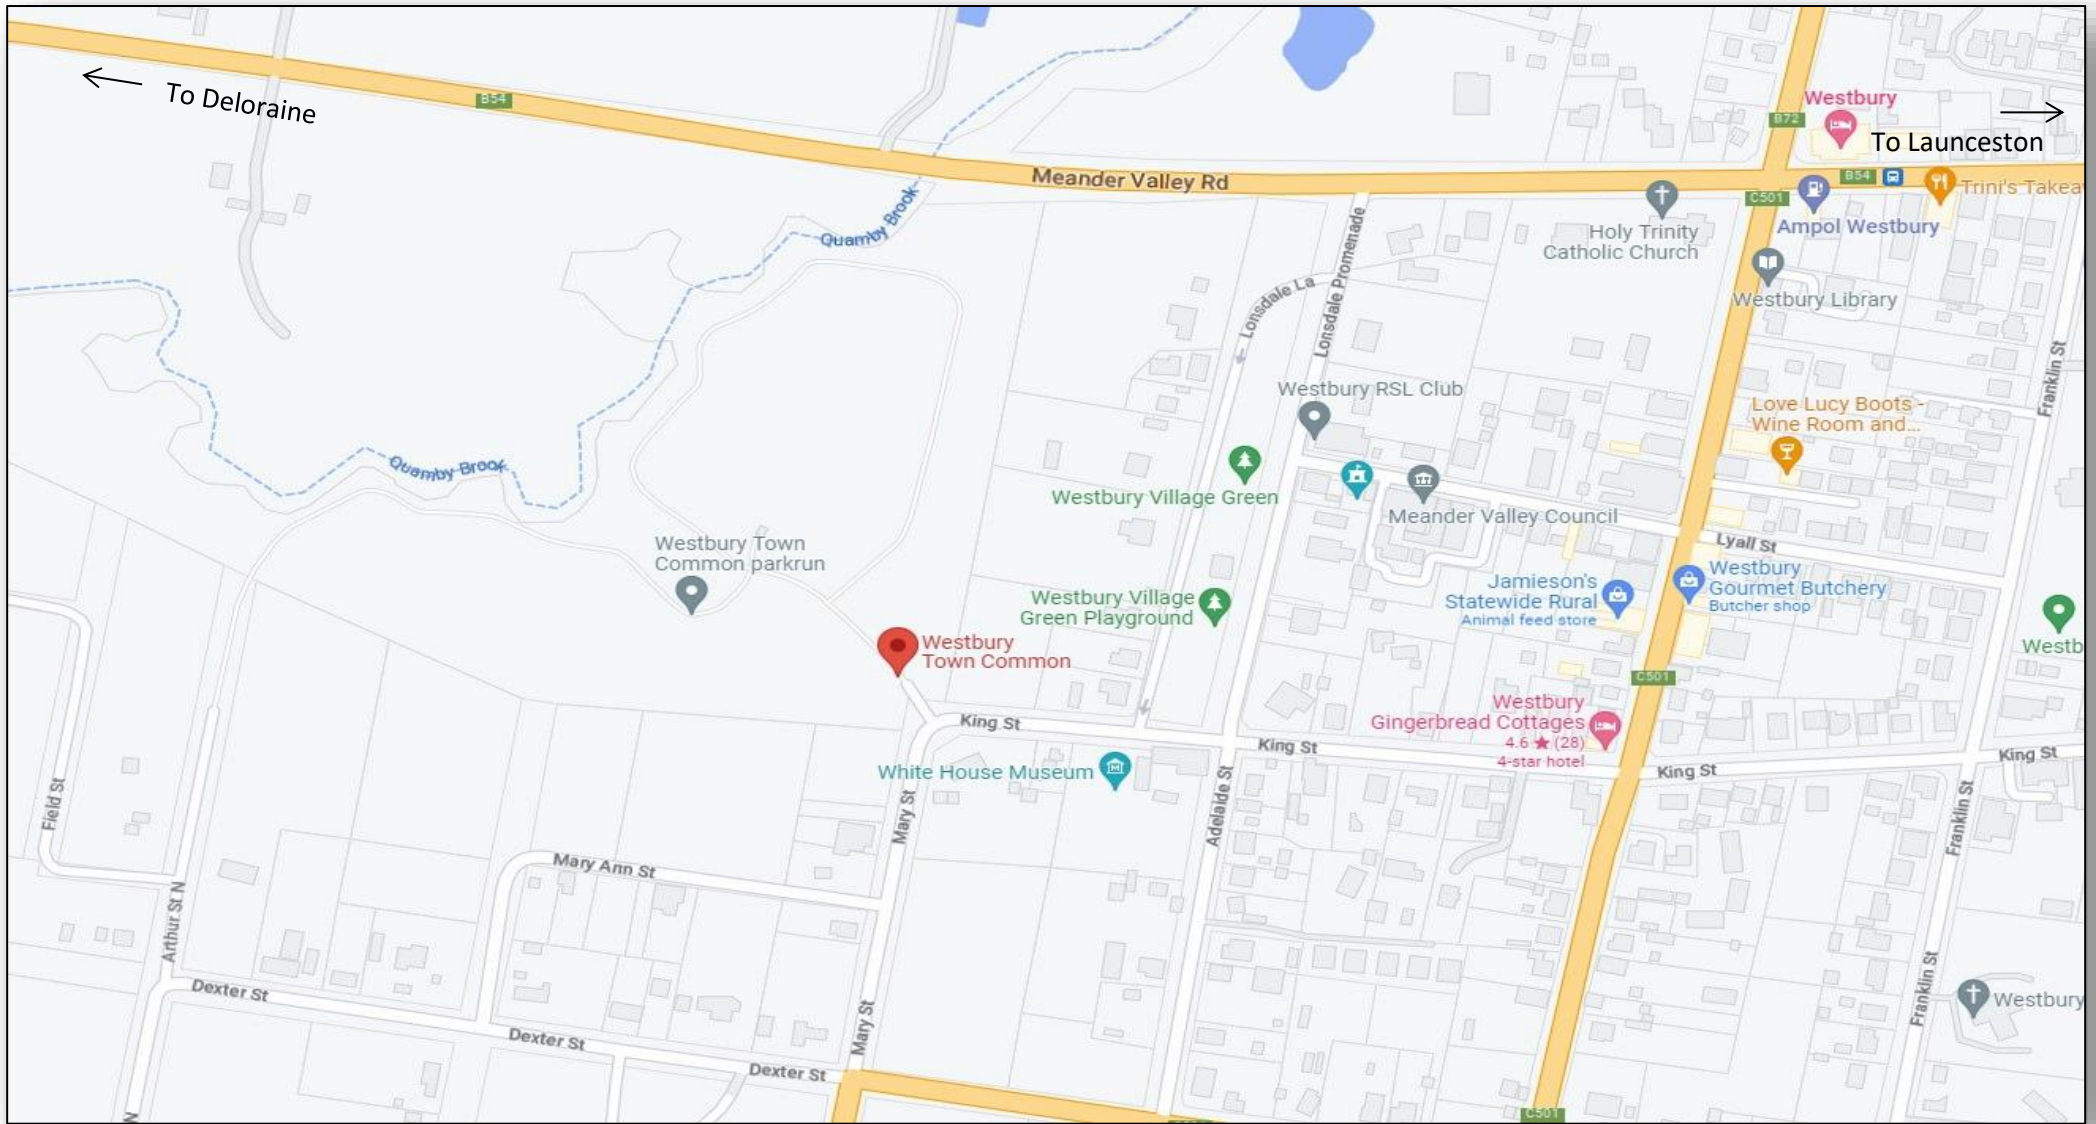 To Deloraine
B54
Meander Valley Rd
B72
Westbury
To Launceston
B54
C501
Trini's Takea
Ampol Westbury
Holy Trinity
Catholic Church
Westbury Library
Quamby Brook
Lonsdale La
Lonsdale Promenade
Franklin St
Westbury RSL Club
Love Lucy Boots -
Wine Room and...
Quamby Brook
Westbury Village Green
Meander Valley Council
Lyall St
Westbury Town
Common parkrun
Westbury Village
Green Playground
Jamieson's
Statewide Rural
Animal feed store
Westbury
Gourmet Butchery
Butcher shop
Westb
Westbury
Town Common
C501
King St
King St
Westbury
Gingerbread Cottages
4.6 ★ (28)
4-star hotel
King St
King St
White House Museum
Field St
Mary St
Adelaide St
Franklin St
Mary Ann St
Arthur St N
Dexter St
Dexter St
Dexter St
Mary St
Franklin St
Westbury
N
C501